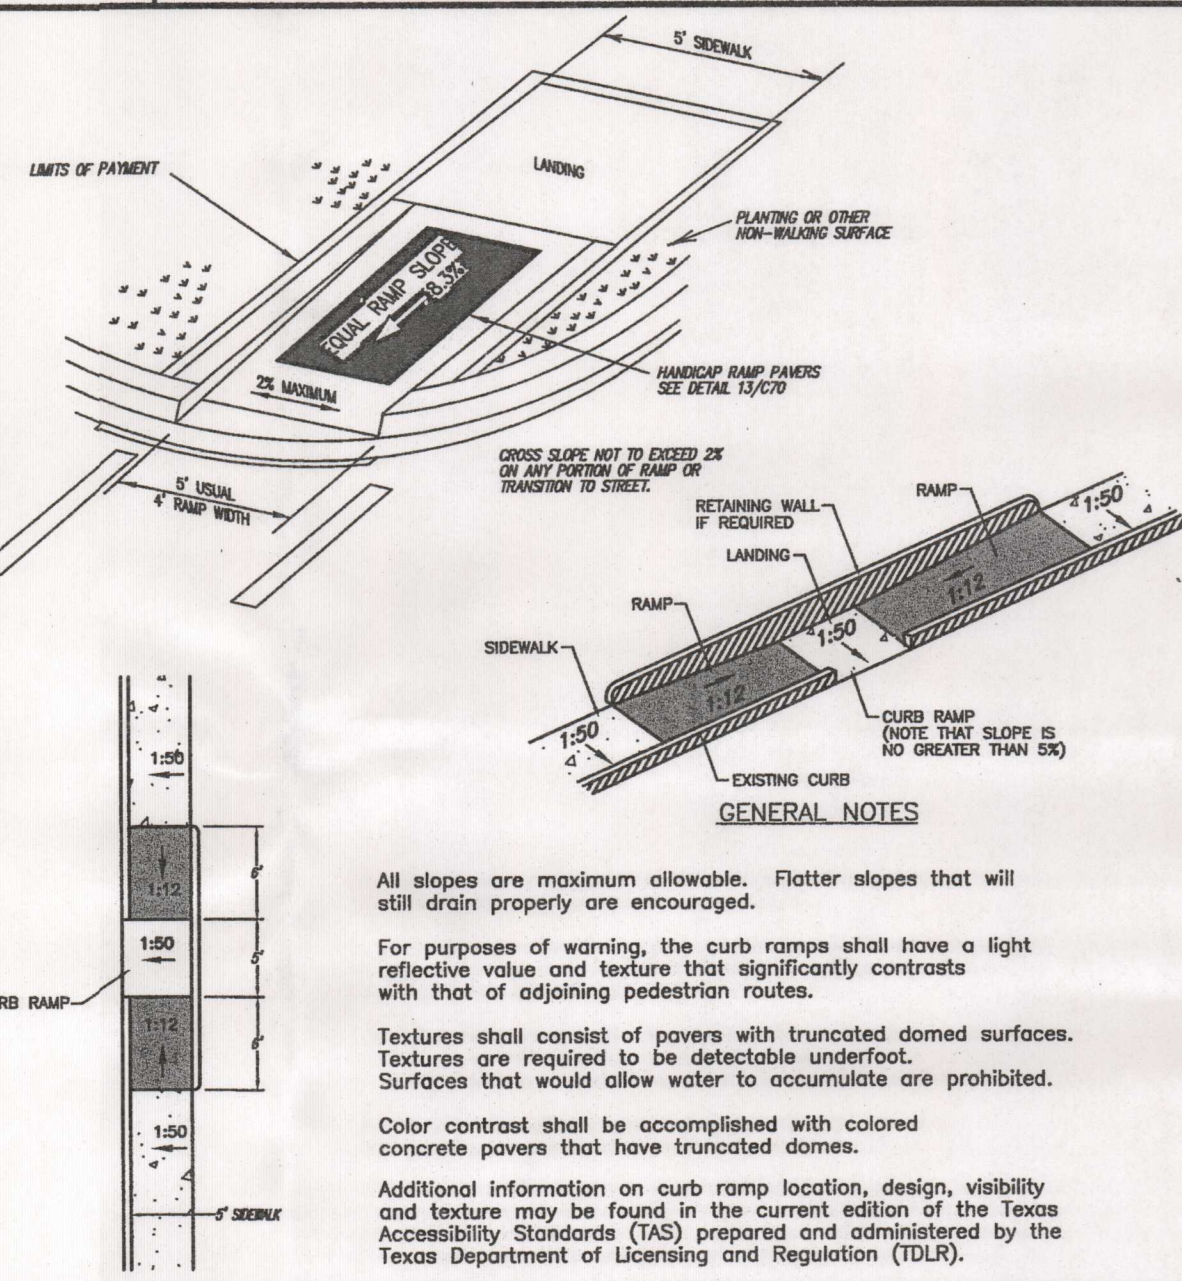 5' SIDEWALK
LIMITS OF PAYMENT
LANDING
PLANTING OR OTHER
NON-WALKING SURFACE
EQUAL RAMP SLOPE
8.3%
HANDICAP RAMP PAVERS
SEE DETAIL 13/C70
2% MAXIMUM
CROSS SLOPE NOT TO EXCEED 2%
ON ANY PORTION OF RAMP OR
TRANSITION TO STREET.
5' USUAL
4' RAMP WIDTH
RETAINING WALL
IF REQUIRED
RAMP
1:50
LANDING
1:12
RAMP
1:50
SIDEWALK
1:12
1:50
CURB RAMP
(NOTE THAT SLOPE IS
NO GREATER THAN 5%)
EXISTING CURB
GENERAL NOTES
1:50
6'
1:12
1:50
5'
RB RAMP
1:12
6'
1:50
5' SIDEWALK
All slopes are maximum allowable. Flatter slopes that will
still drain properly are encouraged.
For purposes of warning, the curb ramps shall have a light
reflective value and texture that significantly contrasts
with that of adjoining pedestrian routes.
Textures shall consist of pavers with truncated domed surfaces.
Textures are required to be detectable underfoot.
Surfaces that would allow water to accumulate are prohibited.
Color contrast shall be accomplished with colored
concrete pavers that have truncated domes.
Additional information on curb ramp location, design, visibility
and texture may be found in the current edition of the Texas
Accessibility Standards (TAS) prepared and administered by the
Texas Department of Licensing and Regulation (TDLR).